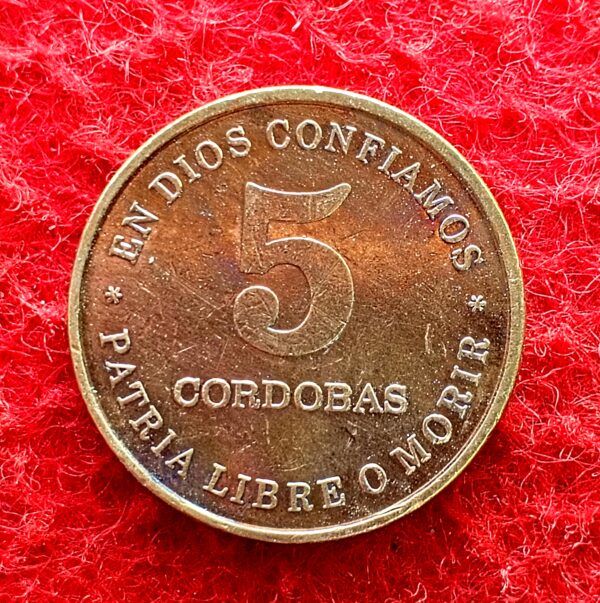 EN DIOS CONFIAMOS
5
CORDOBAS
* PATRIA LIBRE O MORIR *